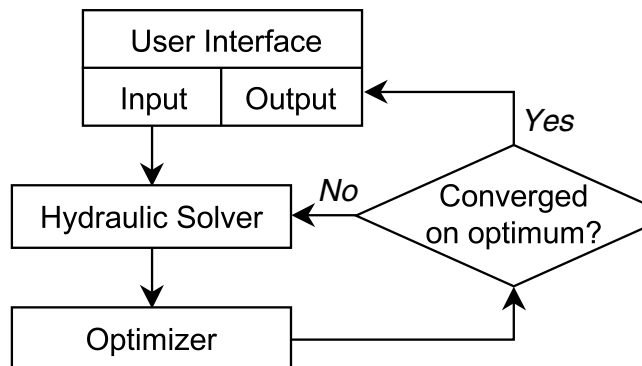 User Interface
Input
Output
Yes
No
Converged
on optimum?
Hydraulic Solver
Optimizer